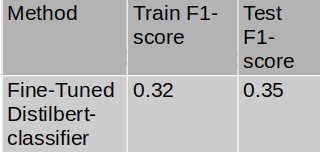 Method
Train F1-
score
Test
F1-
score
Fine-Tuned
Distilbert-
classifier
0.32
0.35